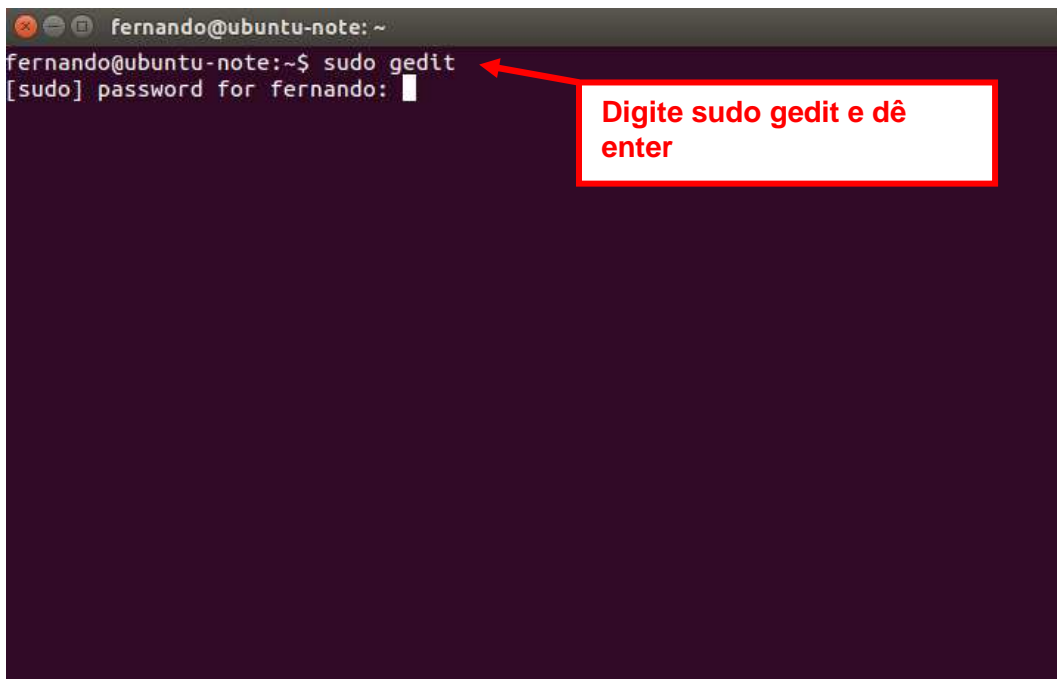 fernando@ubuntu-note: ~
fernando@ubuntu-note:~$ sudo gedit
[sudo] password for fernando:
Digite sudo gedit e dê
enter